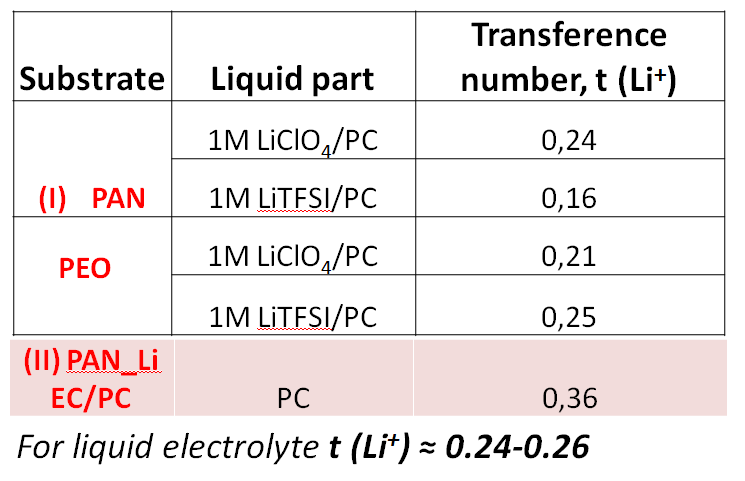 Substrate Liquid part Transference number, t (Li⁺)
(I) PAN 1M LiClO₄/PC 0,24
1M LiTFSI/PC 0,16
PEO 1M LiClO₄/PC 0,21
1M LiTFSI/PC 0,25
(II) PAN_Li EC/PC PC 0,36
For liquid electrolyte t (Li⁺) ≈ 0.24-0.26